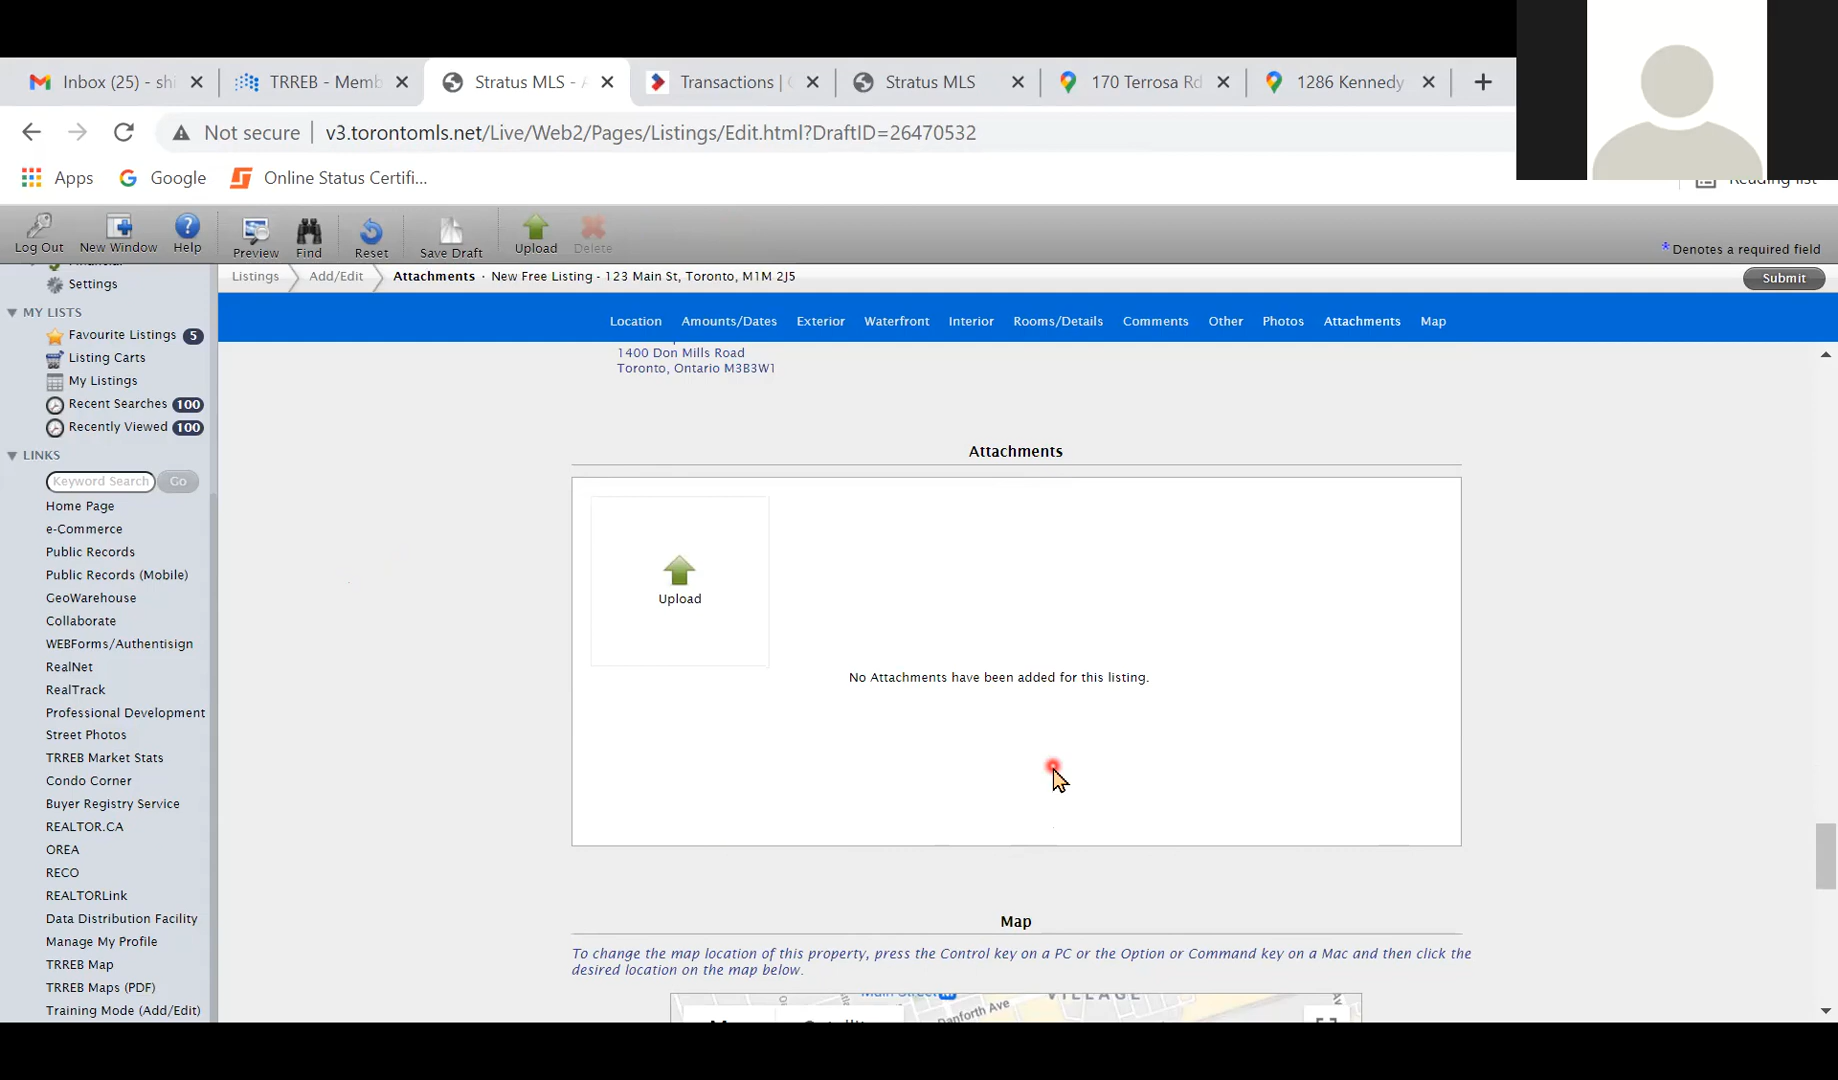 Inbox (25) - shi
TRREB - Memb
Stratus MLS - A
Transactions |
Stratus MLS
170 Terrosa Rd
1286 Kennedy
Not secure v3.torontomls.net/Live/Web2/Pages/Listings/Edit.html?DraftID=26470532
Apps
Google
Online Status Certifi...
Reading list
Log Out
New Window
Help
Preview
Find
Reset
Save Draft
Upload
Delete
* Denotes a required field
Listings
Add/Edit
Attachments · New Free Listing - 123 Main St, Toronto, M1M 2J5
Submit
Location
Amounts/Dates
Exterior
Waterfront
Interior
Rooms/Details
Comments
Other
Photos
Attachments
Map
Financial
Settings
MY LISTS
Favourite Listings 5
Listing Carts
My Listings
Recent Searches 100
Recently Viewed 100
LINKS
Keyword Search Go
Home Page
e-Commerce
Public Records
Public Records (Mobile)
GeoWarehouse
Collaborate
WEBForms/Authentisign
RealNet
RealTrack
Professional Development
Street Photos
TRREB Market Stats
Condo Corner
Buyer Registry Service
REALTOR.CA
OREA
RECO
REALTORLink
Data Distribution Facility
Manage My Profile
TRREB Map
TRREB Maps (PDF)
Training Mode (Add/Edit)
1400 Don Mills Road
Toronto, Ontario M3B3W1
Attachments
Upload
No Attachments have been added for this listing.
Map
To change the map location of this property, press the Control key on a PC or the Option or Command key on a Mac and then click the
desired location on the map below.
Main Street
Danforth Ave
VILLAGE